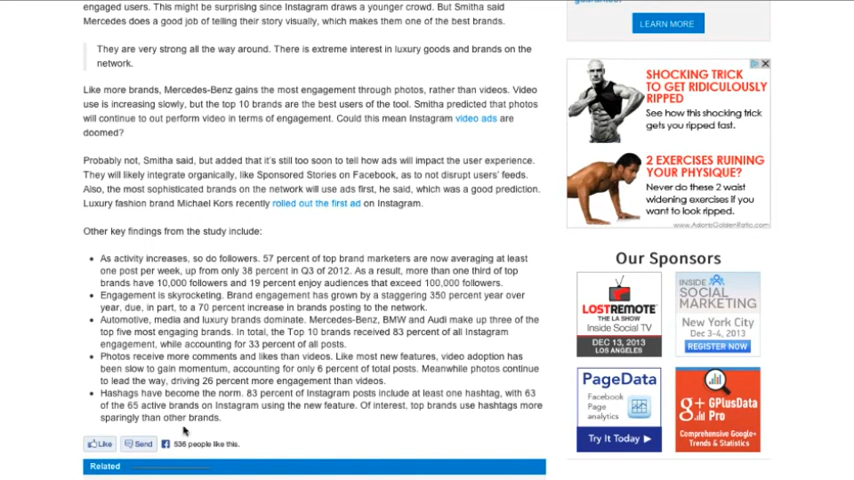 engaged users. This might be surprising since Instagram draws a younger crowd. But Smitha said
Mercedes does a good job of telling their story visually, which makes them one of the best brands.
They are very strong all the way around. There is extreme interest in luxury goods and brands on the
network.
Like more brands, Mercedes-Benz gains the most engagement through photos, rather than videos. Video
use is increasing slowly, but the top 10 brands are the best users of the tool. Smitha predicted that photos
will continue to out perform video in terms of engagement. Could this mean Instagram video ads are
doomed?
Probably not, Smitha said, but added that it's still too soon to tell how ads will impact the user experience.
They will likely integrate organically, like Sponsored Stories on Facebook, as to not disrupt users' feeds.
Also, the most sophisticated brands on the network will use ads first, he said, which was a good prediction.
Luxury fashion brand Michael Kors recently rolled out the first ad on Instagram.
Other key findings from the study include:
As activity increases, so do followers. 57 percent of top brand marketers are now averaging at least
one post per week, up from only 38 percent in Q3 of 2012. As a result, more than one third of top
brands have 10,000 followers and 19 percent enjoy audiences that exceed 100,000 followers.
Engagement is skyrocketing. Brand engagement has grown by a staggering 350 percent year over
year, due, in part, to a 70 percent increase in brands posting to the network.
Automotive, media and luxury brands dominate. Mercedes-Benz, BMW and Audi make up three of the
top five most engaging brands. In total, the Top 10 brands received 83 percent of all Instagram
engagement, while accounting for 33 percent of all posts.
Photos receive more comments and likes than videos. Like most new features, video adoption has
been slow to gain momentum, accounting for only 6 percent of total posts. Meanwhile photos continue
to lead the way, driving 26 percent more engagement than videos.
Hashags have become the norm. 83 percent of Instagram posts include at least one hashtag, with 63
of the 65 active brands on Instagram using the new feature. Of interest, top brands use hashtags more
sparingly than other brands.
Like Send 536 people like this.
Related
LEARN MORE
SHOCKING TRICK
TO GET RIDICULOUSLY
RIPPED
See how this shocking trick
gets you ripped fast.
2 EXERCISES RUINING
YOUR PHYSIQUE?
Never do these 2 waist
widening exercises if you
want to look ripped.
www.AdonisGoldenRatio.com
Our Sponsors
LOSTREMOTE
THE LA SHOW
Inside Social TV
DEC 13, 2013
LOS ANGELES
INSIDE
SOCIAL
MARKETING
New York City
Dec 3-4, 2013
REGISTER NOW
PageData
Facebook
Page
analytics
Try It Today
g+ GPlusData
Pro
Comprehensive Google+
Trends & Statistics